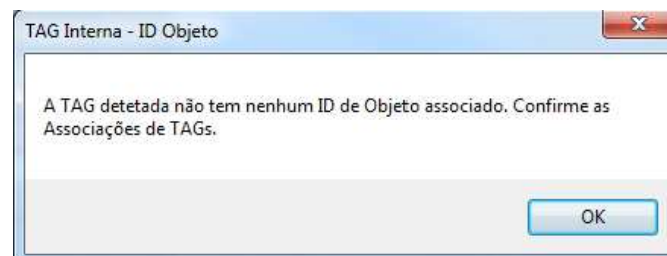 TAG Interna - ID Objeto
A TAG detetada não tem nenhum ID de Objeto associado. Confirme as
Associações de TAGs.
OK